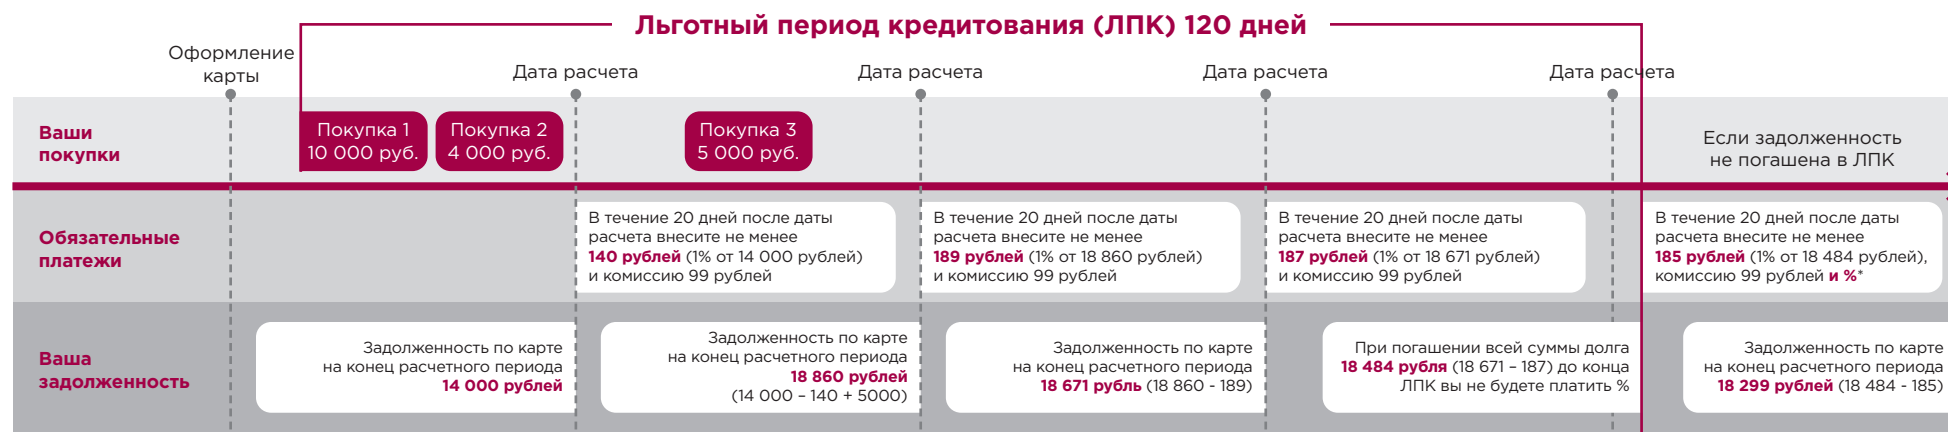 Льготный период кредитования (ЛПК) 120 дней
Оформление
карты
Дата расчета
Дата расчета
Дата расчета
Дата расчета
Ваши
покупки
Покупка 1
10 000 руб.
Покупка 2
4 000 руб.
Покупка 3
5 000 руб.
Если задолженность
не погашена в ЛПК
Обязательные
платежи
В течение 20 дней после даты
расчета внесите не менее
140 рублей (1% от 14 000 рублей)
и комиссию 99 рублей
В течение 20 дней после даты
расчета внесите не менее
189 рублей (1% от 18 860 рублей)
и комиссию 99 рублей
В течение 20 дней после даты
расчета внесите не менее
187 рублей (1% от 18 671 рублей)
и комиссию 99 рублей
В течение 20 дней после даты
расчета внесите не менее
185 рублей (1% от 18 484 рублей),
комиссию 99 рублей и %*
Ваша
задолженность
Задолженность по карте
на конец расчетного периода
14 000 рублей
Задолженность по карте
на конец расчетного периода
18 860 рублей
(14 000 – 140 + 5000)
Задолженность по карте
на конец расчетного периода
18 671 рубль (18 860 - 189)
При погашении всей суммы долга
18 484 рубля (18 671 – 187) до конца
ЛПК вы не будете платить %
Задолженность по карте
на конец расчетного периода
18 299 рублей (18 484 - 185)